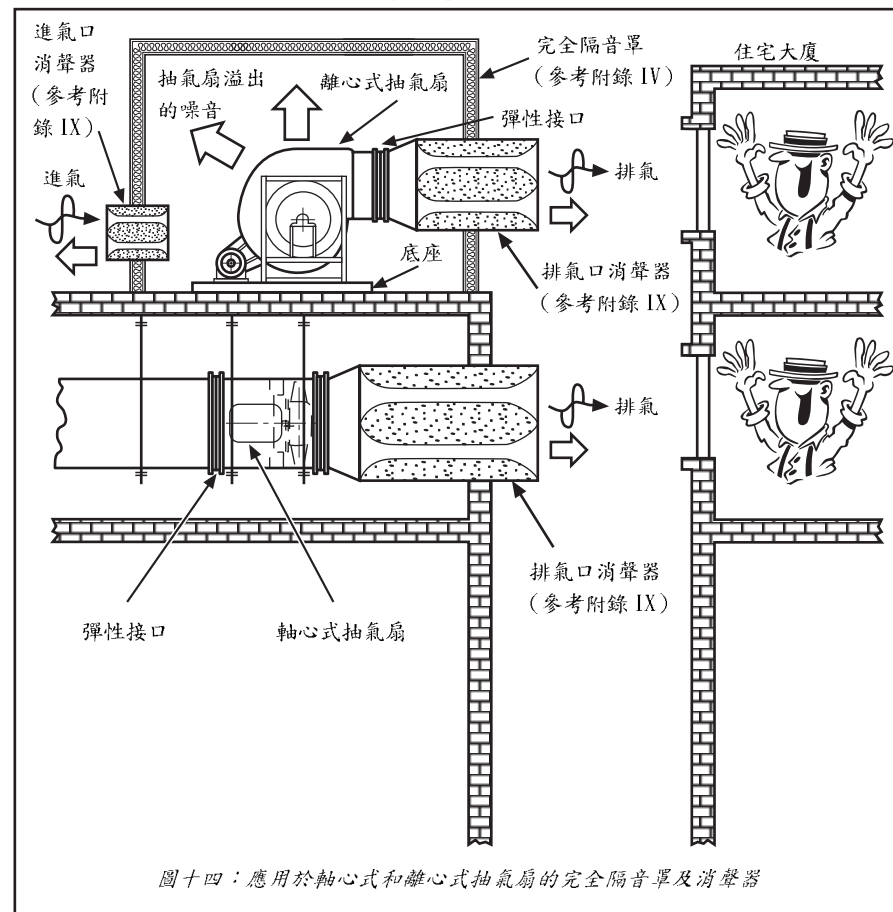 進氣口
消聲器
(參考附
錄 IX)
進氣
抽氣扇溢出
的噪音
離心式抽氣扇
完全隔音罩
(參考附錄 IV)
彈性接口
住宅大廈
排氣
底座
排氣口消聲器
(參考附錄 IX)
排氣
排氣口消聲器
(參考附錄 IX)
彈性接口
軸心式抽氣扇
圖十四：應用於軸心式和離心式抽氣扇的完全隔音罩及消聲器